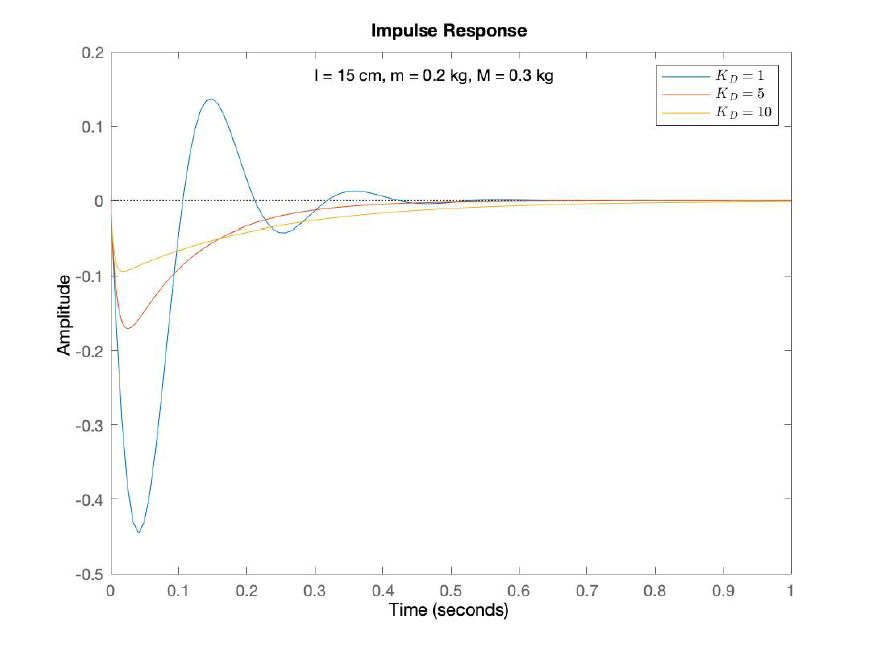 Impulse Response
l = 15 cm, m = 0.2 kg, M = 0.3 kg
K_D = 1
K_D = 5
K_D = 10
0.2
0.1
0
-0.1
-0.2
-0.3
-0.4
-0.5
Amplitude
0 0.1 0.2 0.3 0.4 0.5 0.6 0.7 0.8 0.9 1
Time (seconds)